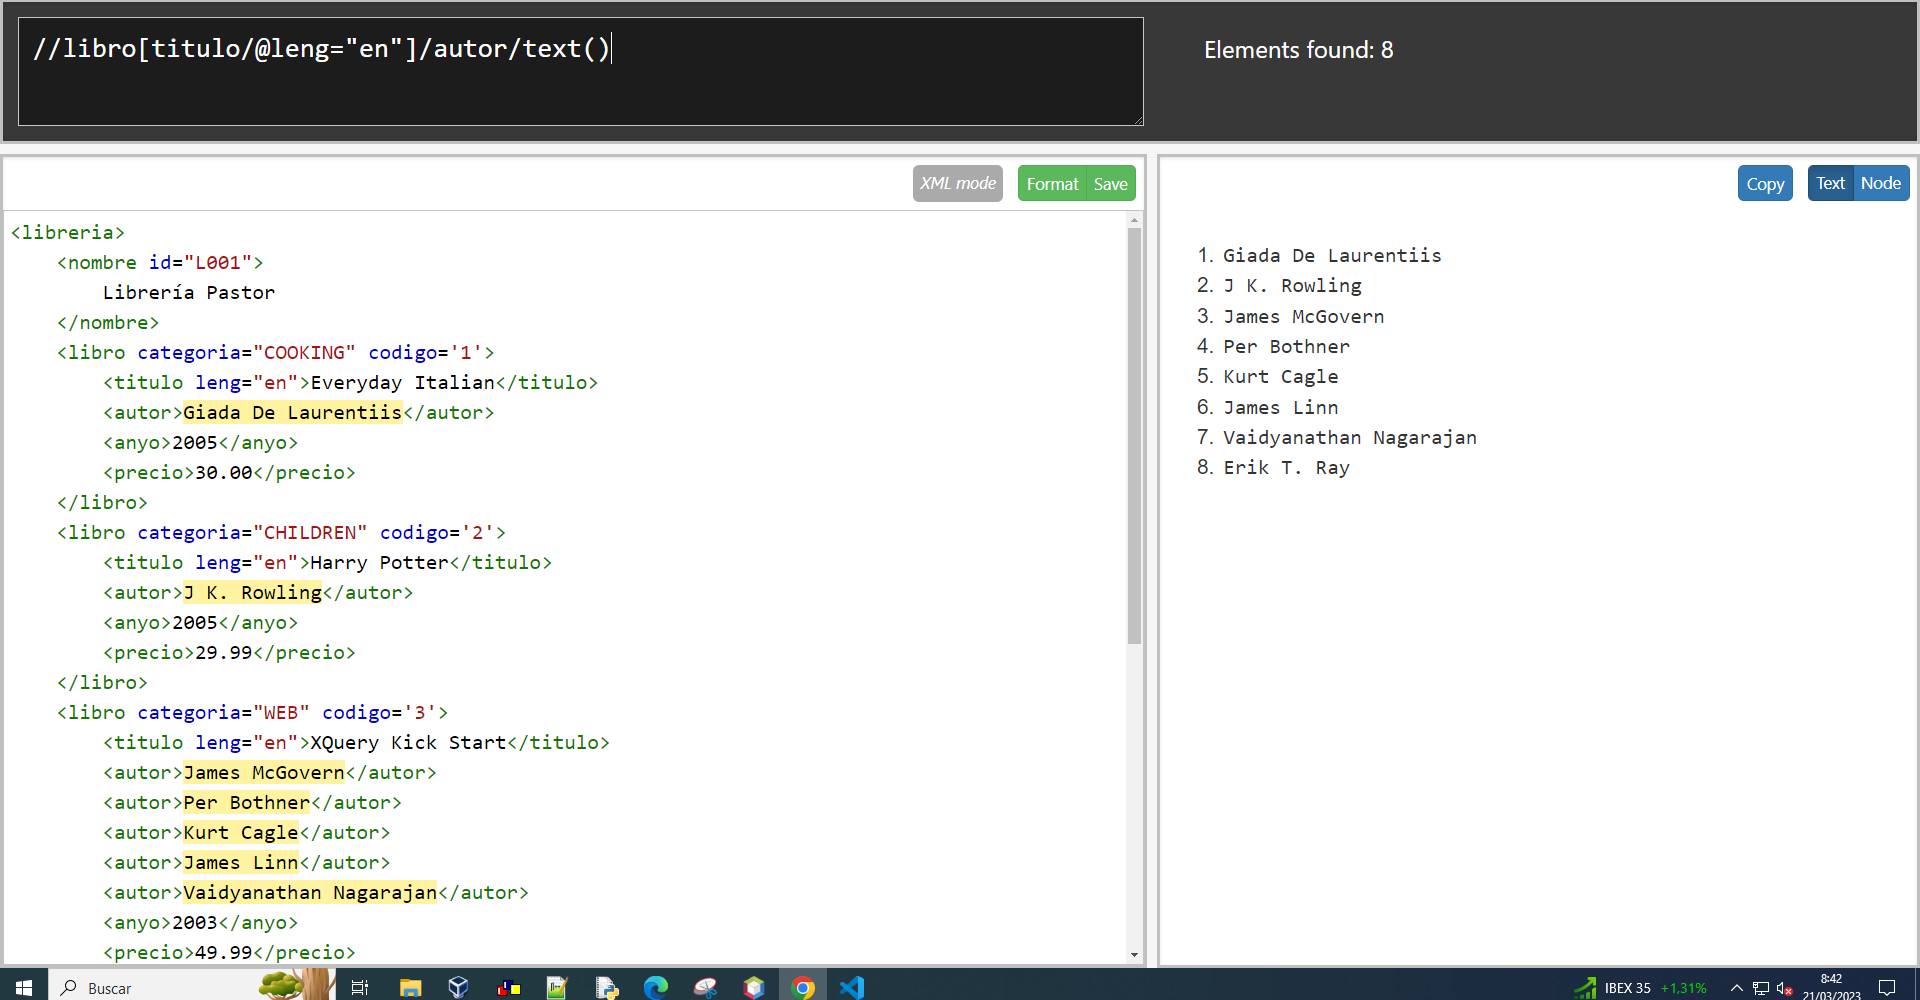 //libro[titulo/@leng="en"]/autor/text()
Elements found: 8
XML mode Format Save
Copy Text Node
<libreria>
    <nombre id="L001">
        Librería Pastor
    </nombre>
    <libro categoria="COOKING" codigo='1'>
        <titulo leng="en">Everyday Italian</titulo>
        <autor>Giada De Laurentiis</autor>
        <anyo>2005</anyo>
        <precio>30.00</precio>
    </libro>
    <libro categoria="CHILDREN" codigo='2'>
        <titulo leng="en">Harry Potter</titulo>
        <autor>J K. Rowling</autor>
        <anyo>2005</anyo>
        <precio>29.99</precio>
    </libro>
    <libro categoria="WEB" codigo='3'>
        <titulo leng="en">XQuery Kick Start</titulo>
        <autor>James McGovern</autor>
        <autor>Per Bothner</autor>
        <autor>Kurt Cagle</autor>
        <autor>James Linn</autor>
        <autor>Vaidyanathan Nagarajan</autor>
        <anyo>2003</anyo>
        <precio>49.99</precio>
1. Giada De Laurentiis
2. J K. Rowling
3. James McGovern
4. Per Bothner
5. Kurt Cagle
6. James Linn
7. Vaidyanathan Nagarajan
8. Erik T. Ray
Buscar
IBEX 35 +1,31%
8:42
21/03/2023